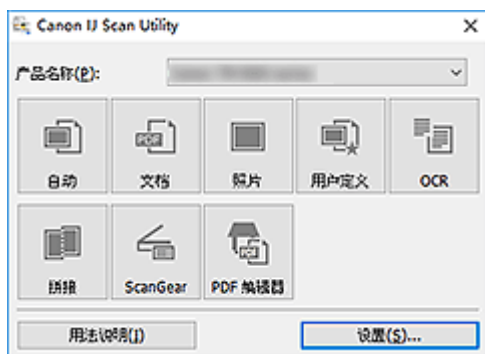 Canon IJ Scan Utility
产品名称(P):
自动
文档
照片
用户定义
OCR
拼接
ScanGear
PDF 编辑器
用法说明(I)
设置(S)...